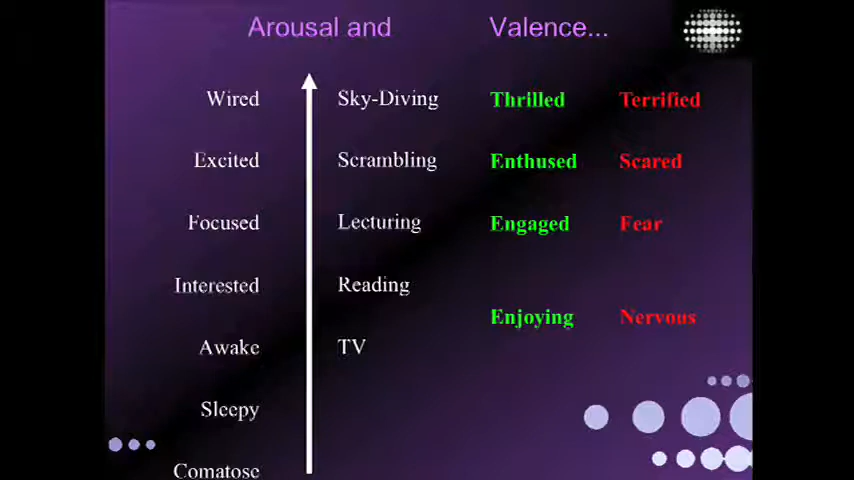 Arousal and Valence...
Wired Sky-Diving Thrilled Terrified
Excited Scrambling Enthused Scared
Focused Lecturing Engaged Fear
Interested Reading
Enjoying Nervous
Awake TV
Sleepy
Comatose